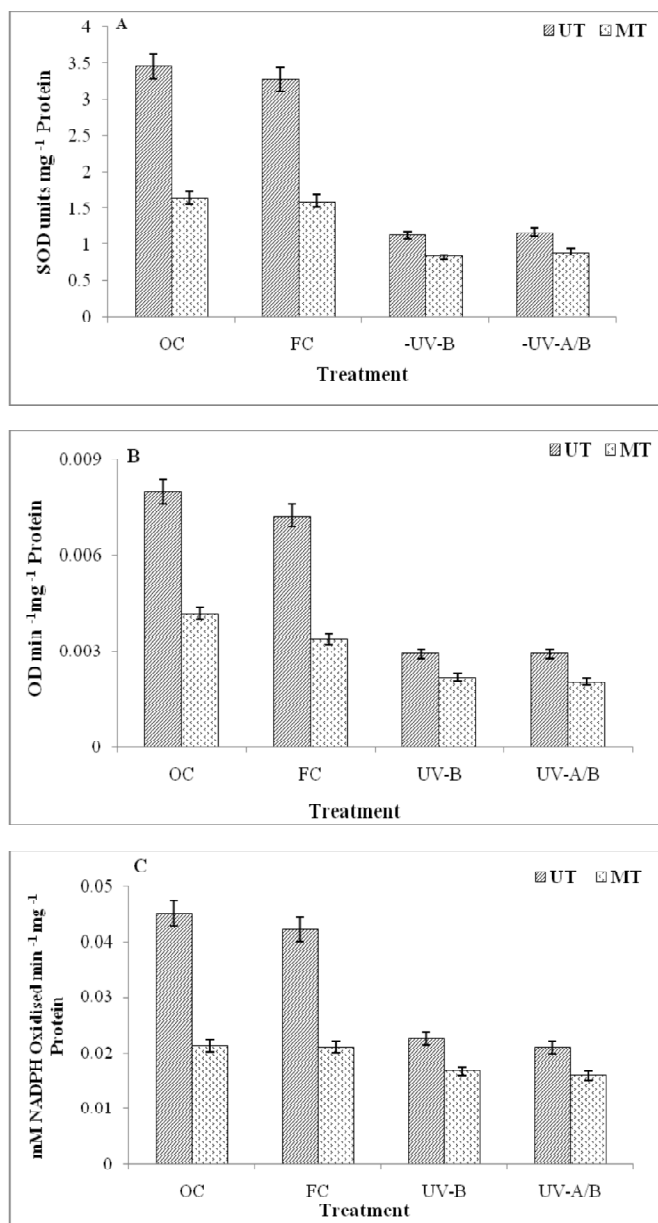 A
UT MT
SOD units mg -1 Protein
4
3.5
3
2.5
2
1.5
1
0.5
0
OC FC -UV-B -UV-A/B
Treatment
B
UT MT
OD min -1 mg -1 Protein
0.009
0.006
0.003
0
OC FC UV-B UV-A/B
Treatment
C
UT MT
mM NADPH Oxidised min -1 mg -1
Protein
0.05
0.04
0.03
0.02
0.01
0
OC FC UV-B UV-A/B
Treatment